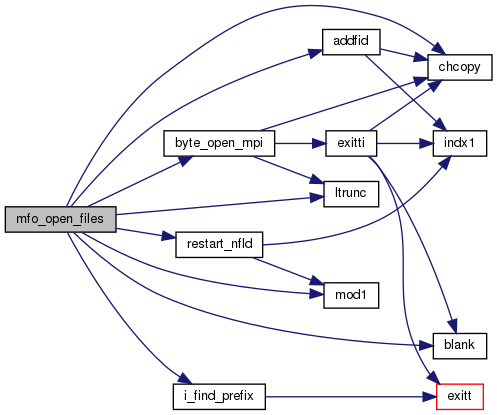 addfid
chcopy
byte_open_mpi
exitti
indx1
ltrunc
mfo_open_files
restart_nfld
mod1
blank
i_find_prefix
exitt